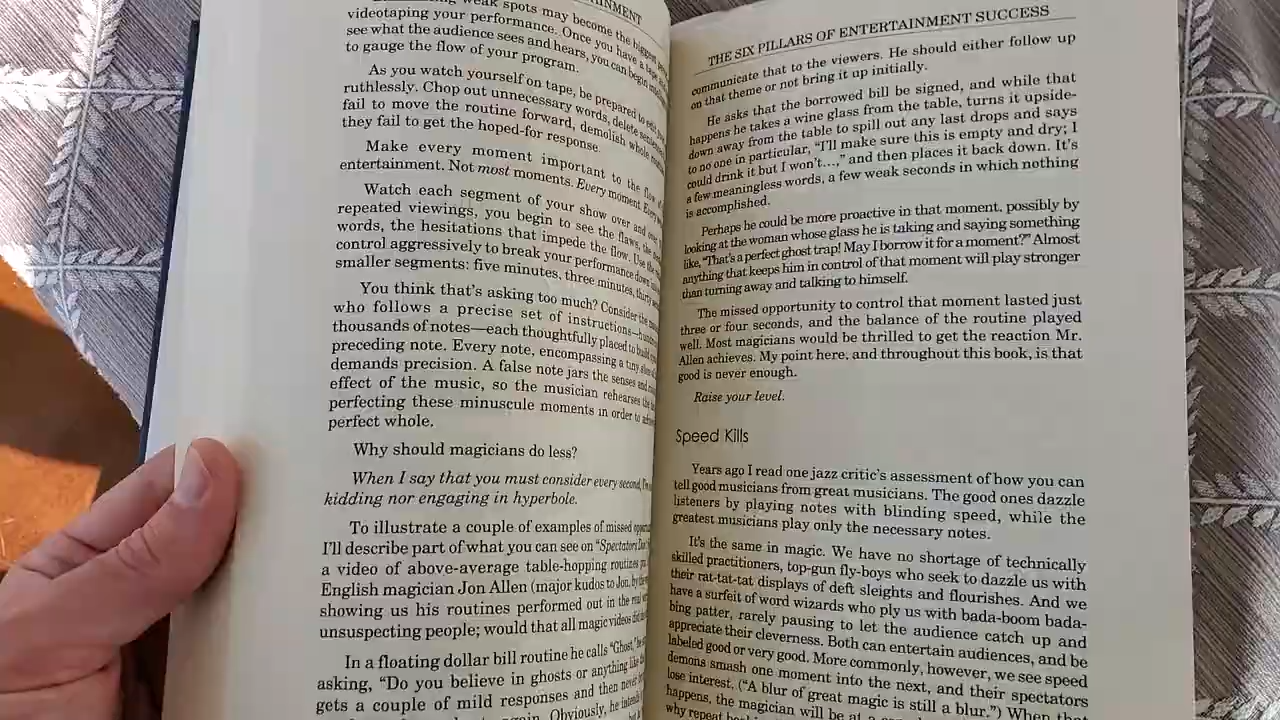 weak spots may become the
videotaping your performance. Once you have a tape
see what the audience sees and hears, you can begin
to gauge the flow of your program.
As you watch yourself on tape, be prepared to
ruthlessly. Chop out unnecessary words, delete
fail to move the routine forward, demolish whole
they fail to get the hoped-for response.
Make every moment important to the flow
entertainment. Not most moments. Every moment.
Watch each segment of your show over and
repeated viewings, you begin to see the flaws, the
words, the hesitations that impede the flow. Use the
control aggressively to break your performance down
smaller segments: five minutes, three minutes, thirty
You think that's asking too much? Consider the
who follows a precise set of instructions—
thousands of notes—each thoughtfully placed to build
preceding note. Every note, encompassing a tiny
demands precision. A false note jars the senses and
effect of the music, so the musician rehearses
perfecting these minuscule moments in order to
perfect whole.
Why should magicians do less?
When I say that you must consider every second, I'm
kidding nor engaging in hyperbole.
To illustrate a couple of examples of missed
I'll describe part of what you can see on "Spectators
a video of above-average table-hopping routines
English magician Jon Allen (major kudos to Jon, by the
showing us his routines performed out in the real
unsuspecting people; would that all magic videos did
In a floating dollar bill routine he calls "Ghost," he
asking, "Do you believe in ghosts or anything like
gets a couple of mild responses and then never
again. Obviously, he
THE SIX PILLARS OF ENTERTAINMENT SUCCESS
communicate that to the viewers. He should either follow up
on that theme or not bring it up initially.
He asks that the borrowed bill be signed, and while that
happens he takes a wine glass from the table, turns it upside-
down away from the table to spill out any last drops and says
to no one in particular, "I'll make sure this is empty and dry; I
could drink it but I won't...," and then places it back down. It's
a few meaningless words, a few weak seconds in which nothing
is accomplished.
Perhaps he could be more proactive in that moment, possibly by
looking at the woman whose glass he is taking and saying something
like, "That's a perfect ghost trap! May I borrow it for a moment?" Almost
anything that keeps him in control of that moment will play stronger
than turning away and talking to himself.
The missed opportunity to control that moment lasted just
three or four seconds, and the balance of the routine played
well. Most magicians would be thrilled to get the reaction Mr.
Allen achieves. My point here, and throughout this book, is that
good is never enough.
Raise your level.
Speed Kills
Years ago I read one jazz critic's assessment of how you can
tell good musicians from great musicians. The good ones dazzle
listeners by playing notes with blinding speed, while the
greatest musicians play only the necessary notes.
It's the same in magic. We have no shortage of technically
skilled practitioners, top-gun fly-boys who seek to dazzle us with
their rat-tat-tat displays of deft sleights and flourishes. And we
have a surfeit of word wizards who ply us with bada-boom bada-
bing patter, rarely pausing to let the audience catch up and
appreciate their cleverness. Both can entertain audiences, and be
labeled good or very good. More commonly, however, we see speed
demons smash one moment into the next, and their spectators
lose interest. ("A blur of great magic is still a blur.") When that
happens, the magician will be at a
why repeat